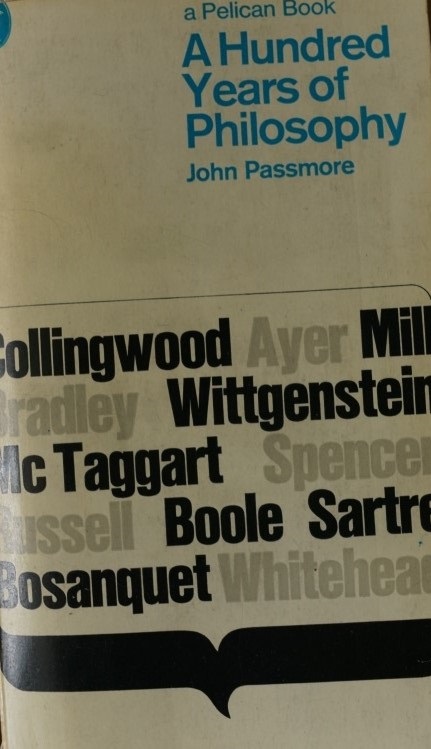 a Pelican Book
A Hundred
Years of
Philosophy
John Passmore
Collingwood Ayer Mill
Bradley Wittgenstein
Mc Taggart Spencer
Russell Boole Sartre
Bosanquet Whitehead